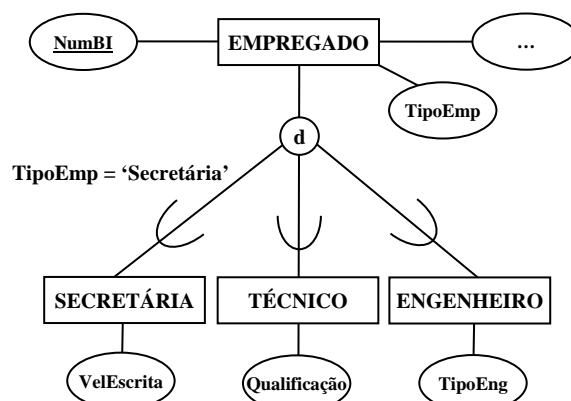 NumBI
EMPREGADO
...
TipoEmp
d
TipoEmp = ‘Secretária’
SECRETÁRIA
TÉCNICO
ENGENHEIRO
VelEscrita
Qualificação
TipoEng